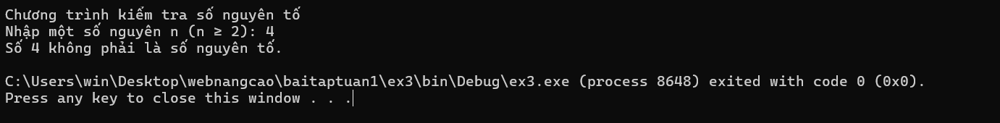 Chương trình kiểm tra số nguyên tố
Nhập một số nguyên n (n ≥ 2): 4
Số 4 không phải là số nguyên tố.
C:\Users\win\Desktop\webnangcao\baitaptuan1\ex3\bin\Debug\ex3.exe (process 8648) exited with code 0 (0x0).
Press any key to close this window . . .